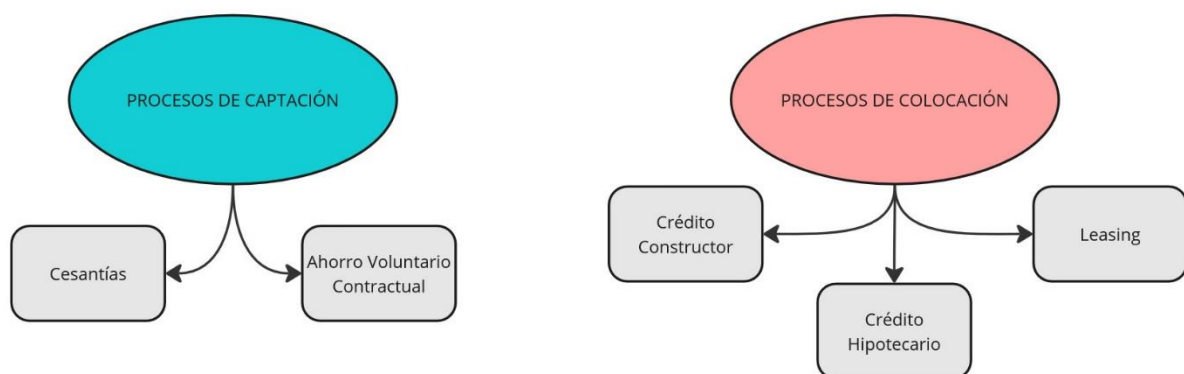 PROCESOS DE CAPTACIÓN
Cesantías
Ahorro Voluntario
Contractual
PROCESOS DE COLOCACIÓN
Crédito
Constructor
Crédito
Hipotecario
Leasing